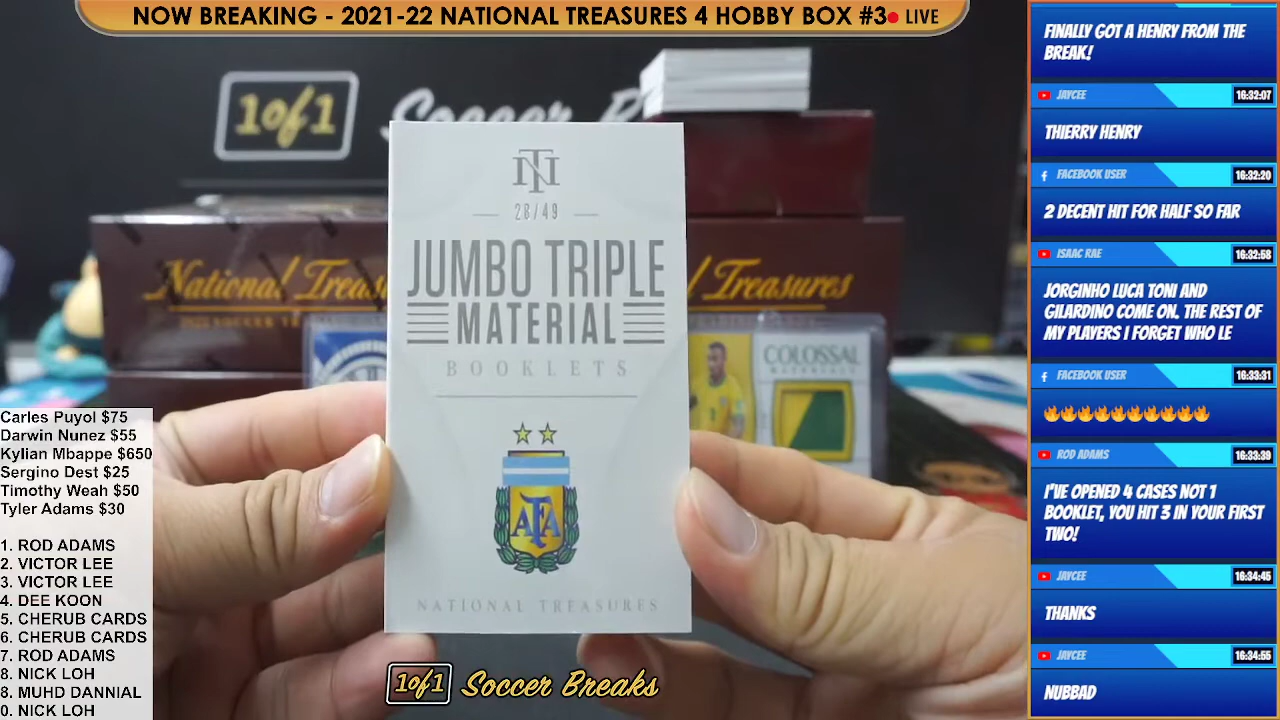 NOW BREAKING - 2021-22 NATIONAL TREASURES 4 HOBBY BOX #3
LIVE
1of1
Soccer B
NT
28/49
JUMBO TRIPLE
MATERIAL
BOOKLETS
AFA
NATIONAL TREASURES
National Treas
Treasures
COLOSSAL
MATERIALS
1of1 Soccer Breaks
Carles Puyol $75
Darwin Nunez $55
Kylian Mbappe $650
Sergino Dest $25
Timothy Weah $50
Tyler Adams $30
1. ROD ADAMS
2. VICTOR LEE
3. VICTOR LEE
4. DEE KOON
5. CHERUB CARDS
6. CHERUB CARDS
7. ROD ADAMS
8. NICK LOH
8. MUHD DANNIAL
0. NICK LOH
FINALLY GOT A HENRY FROM THE
BREAK!
JAYCEE 16:32:07
THIERRY HENRY
FACEBOOK USER 16:32:20
2 DECENT HIT FOR HALF SO FAR
ISAAC RAE 16:32:58
JORGINHO LUCA TONI AND
GILARDINO COME ON. THE REST OF
MY PLAYERS I FORGET WHO LE
FACEBOOK USER 16:33:31
🔥🔥🔥🔥🔥🔥🔥🔥🔥🔥
ROD ADAMS 16:33:39
I'VE OPENED 4 CASES NOT 1
BOOKLET, YOU HIT 3 IN YOUR FIRST
TWO!
JAYCEE 16:34:45
THANKS
JAYCEE 16:34:55
NUBBAD